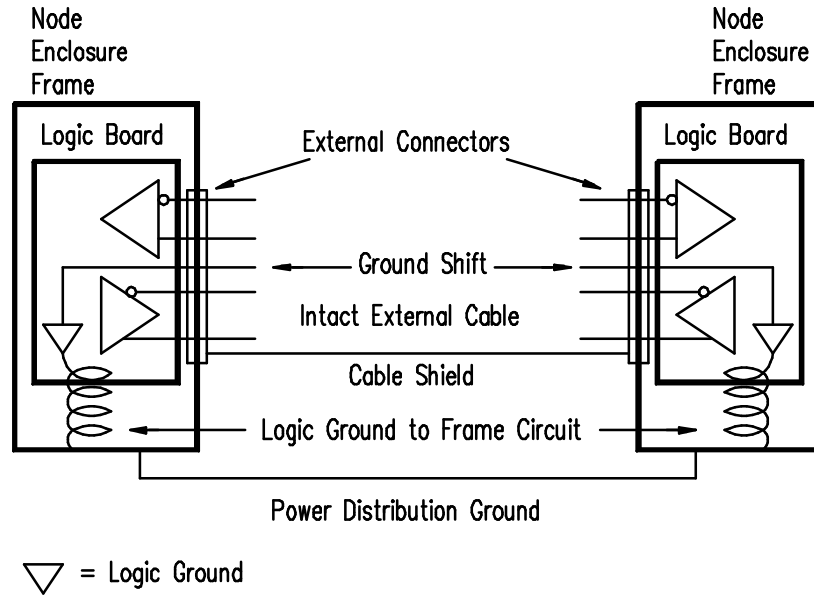 Node
Enclosure
Frame
Node
Enclosure
Frame
Logic Board
Logic Board
External Connectors
Ground Shift
Intact External Cable
Cable Shield
Logic Ground to Frame Circuit
Power Distribution Ground
= Logic Ground